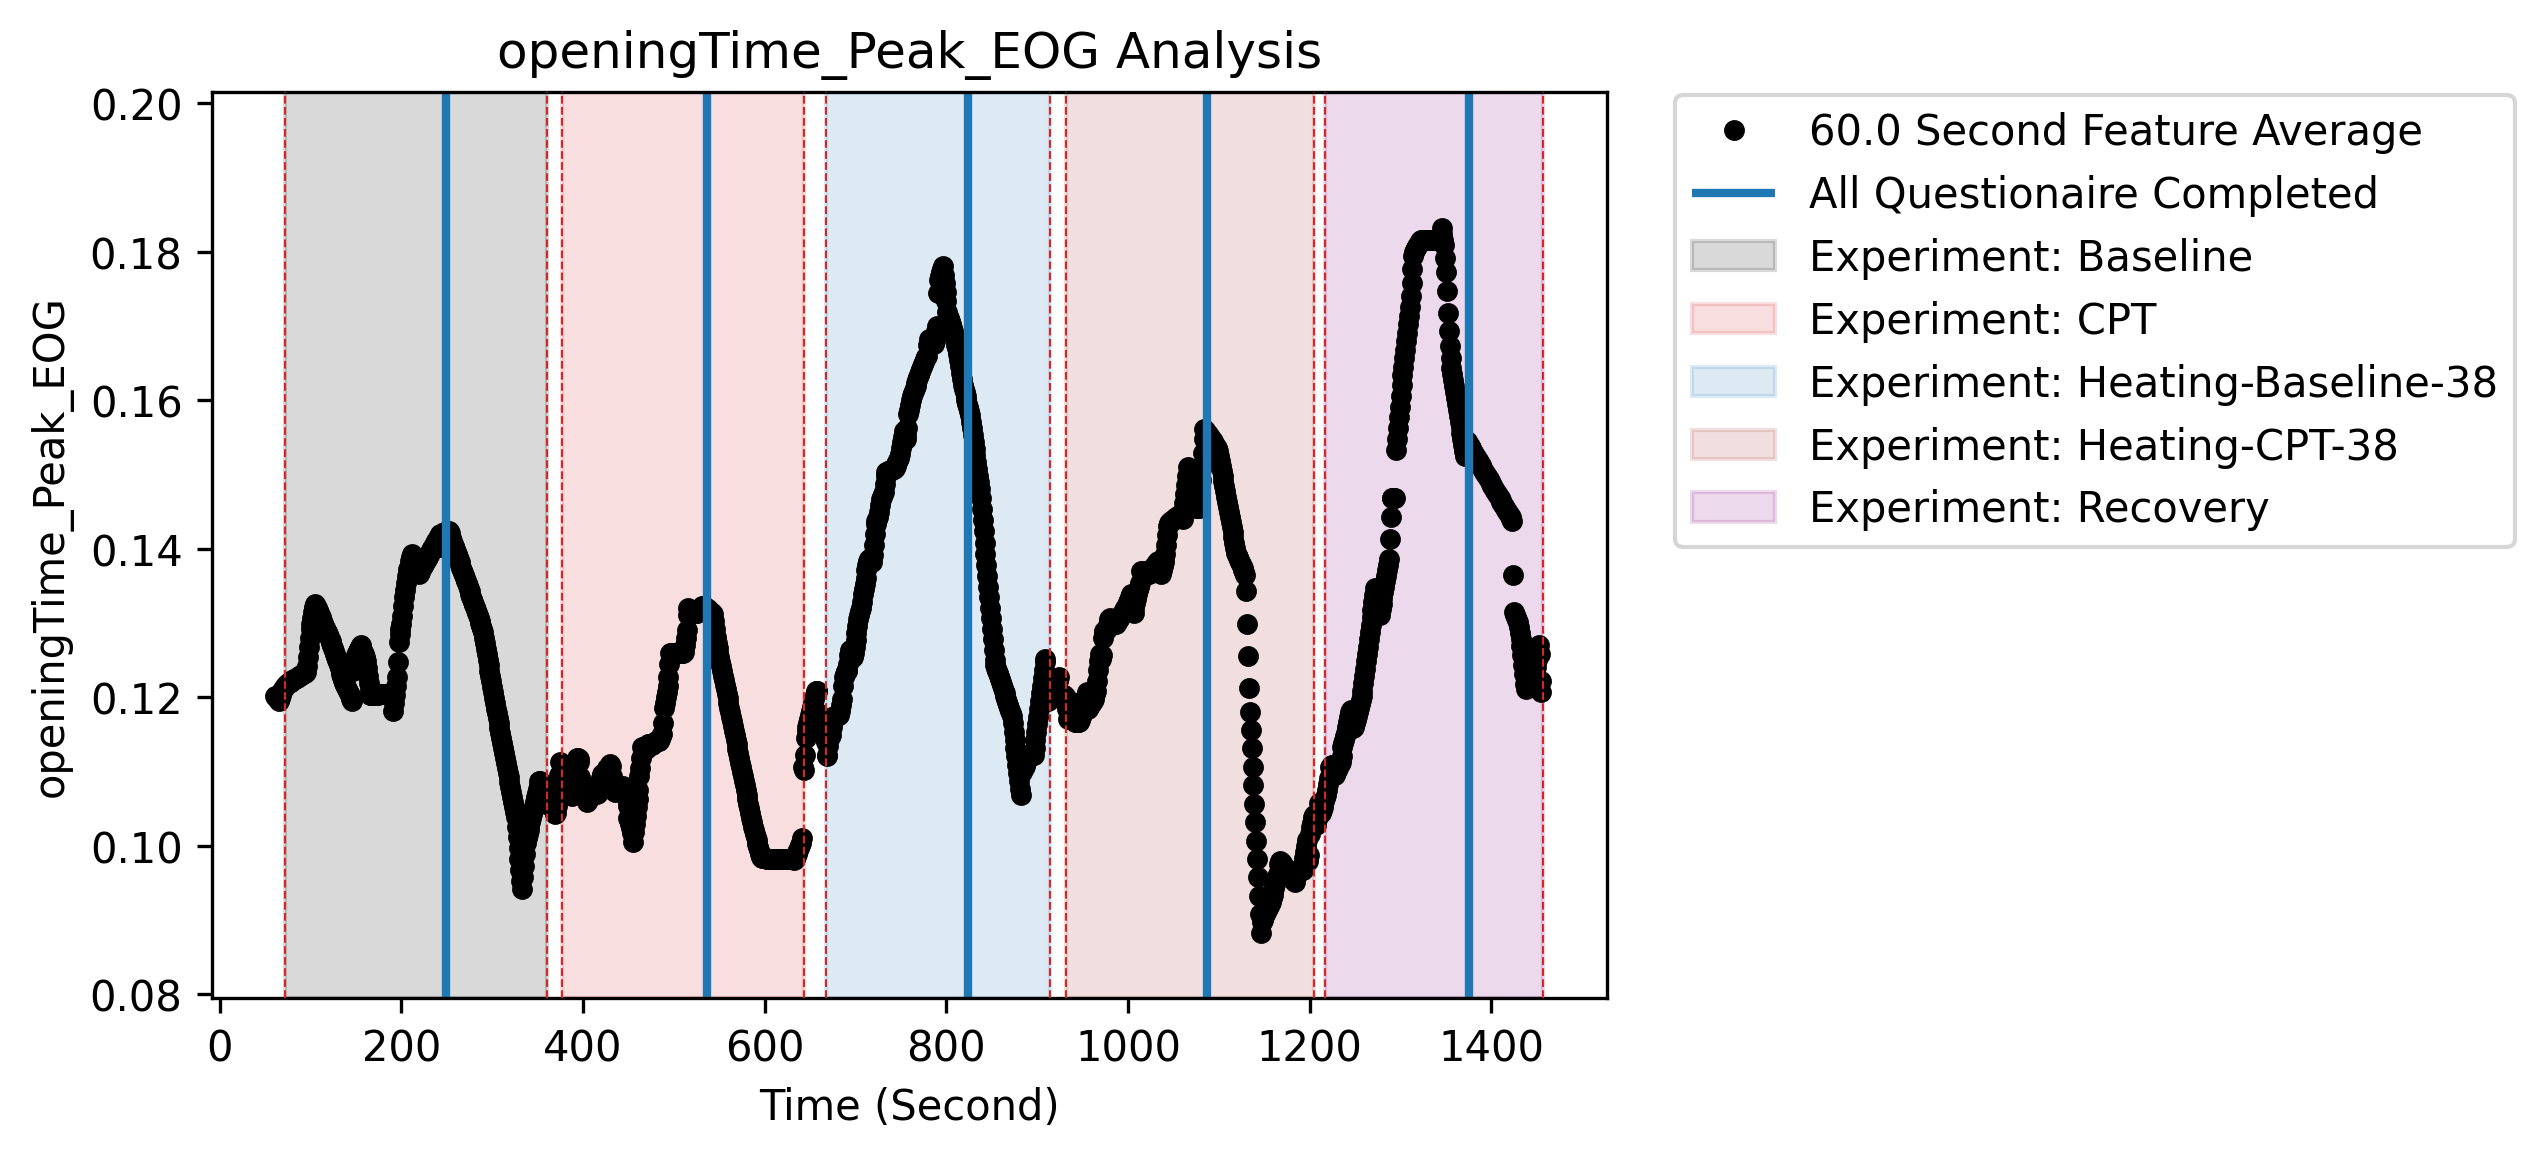 openingTime_Peak_EOG Analysis
openingTime_Peak_EOG
0.20
0.18
0.16
0.14
0.12
0.10
0.08
0 200 400 600 800 1000 1200 1400
Time (Second)
60.0 Second Feature Average
All Questionaire Completed
Experiment: Baseline
Experiment: CPT
Experiment: Heating-Baseline-38
Experiment: Heating-CPT-38
Experiment: Recovery